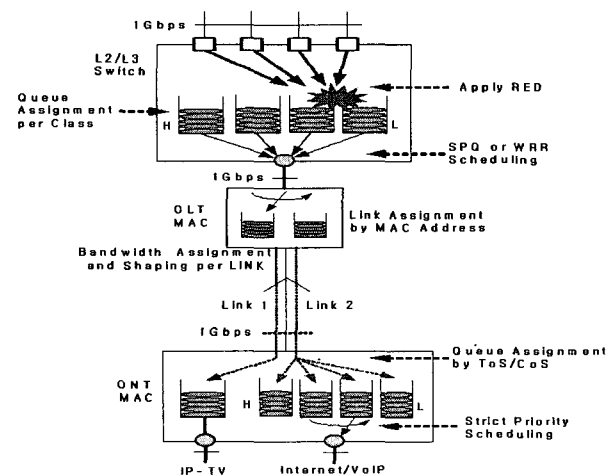 1Gbps
L2/L3
Switch
Apply RED
Queue
Assignment
per Class
H
L
SPQ or WRR
Scheduling
1Gbps
OLT
MAC
Link Assignment
by MAC Address
Bandwidth Assignment
and Shaping per LINK
Link 1
Link 2
1Gbps
Queue Assignment
by ToS/CoS
ONT
MAC
H
L
Strict Priority
Scheduling
IP-TV
Internet/VoIP